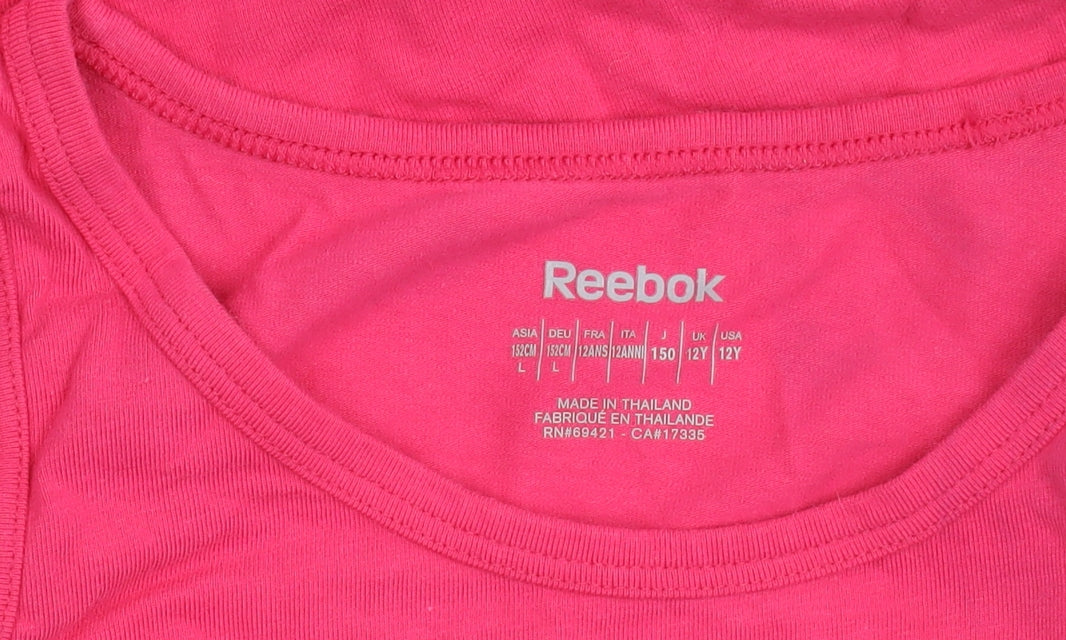 Reebok
ASIA DEU FRA ITA J UK USA
152CM 152CM 12ANS 12ANNI 150 12Y 12Y
L L
MADE IN THAILAND
FABRIQUÉ EN THAILANDE
RN#69421 - CA#17335